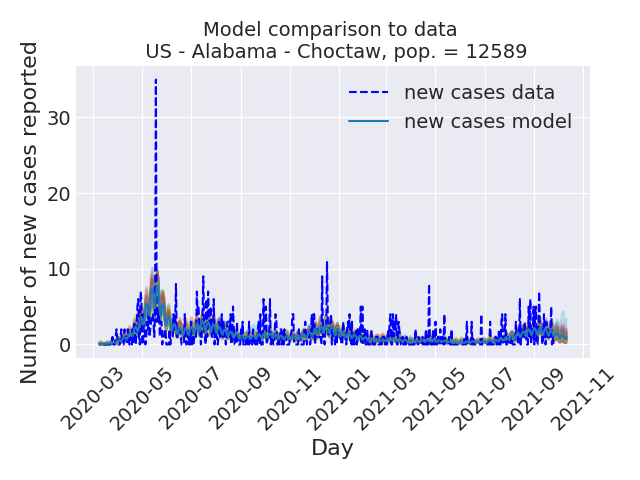 Model comparison to data
US - Alabama - Choctaw, pop. = 12589
new cases data
new cases model
Number of new cases reported
30
20
10
0
2020-03
2020-05
2020-07
2020-09
2020-11
2021-01
2021-03
2021-05
2021-07
2021-09
2021-11
Day